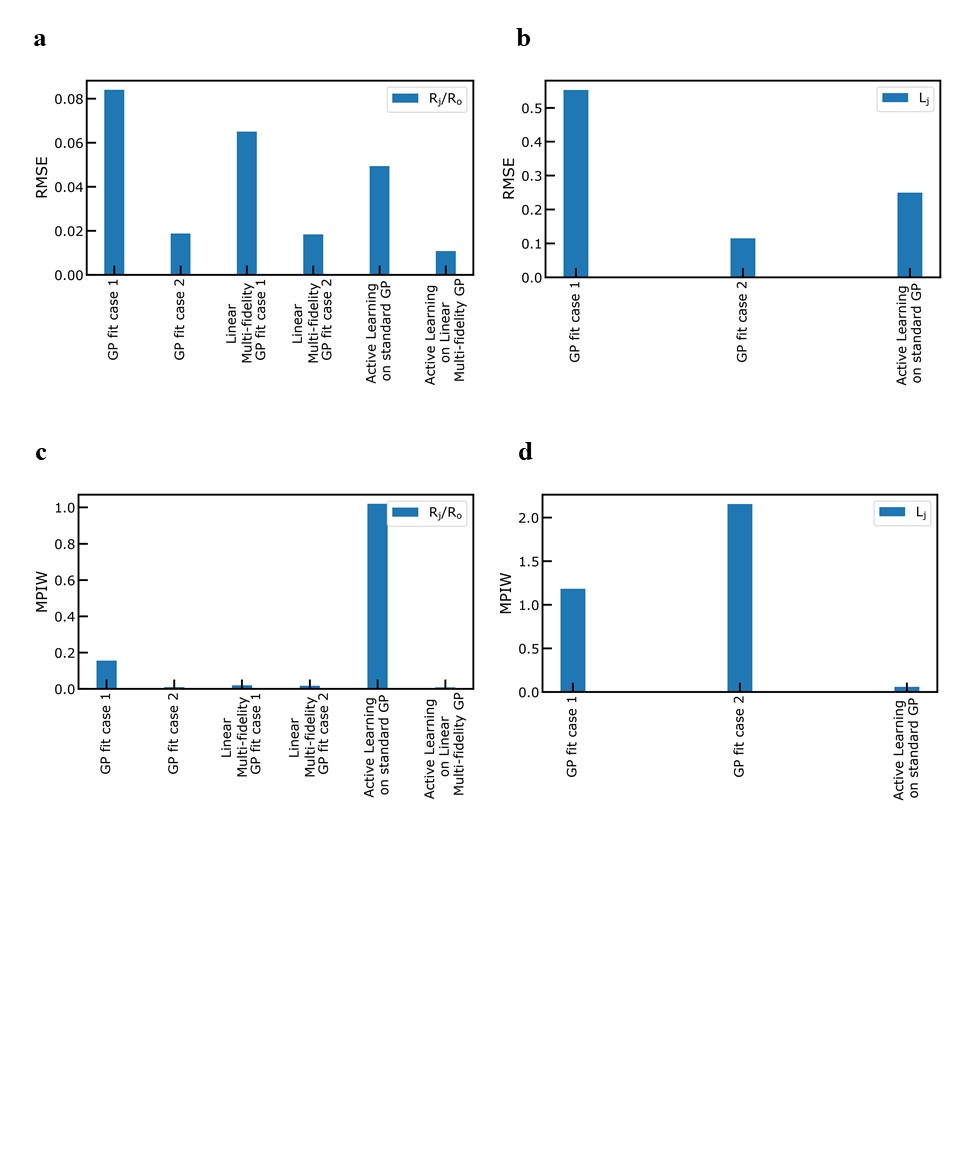 a
RMSE
0.08
0.06
0.04
0.02
0.00
Rj/Ro
GP fit case 1
GP fit case 2
Linear
Multi-fidelity
GP fit case 1
Linear
Multi-fidelity
GP fit case 2
Active Learning
on standard GP
Active Learning
on Linear
Multi-fidelity GP
b
RMSE
0.5
0.4
0.3
0.2
0.1
0.0
Lj
GP fit case 1
GP fit case 2
Active Learning
on standard GP
c
MPIW
1.0
0.8
0.6
0.4
0.2
0.0
Rj/Ro
GP fit case 1
GP fit case 2
Linear
Multi-fidelity
GP fit case 1
Linear
Multi-fidelity
GP fit case 2
Active Learning
on standard GP
Active Learning
on Linear
Multi-fidelity GP
d
MPIW
2.0
1.5
1.0
0.5
0.0
Lj
GP fit case 1
GP fit case 2
Active Learning
on standard GP